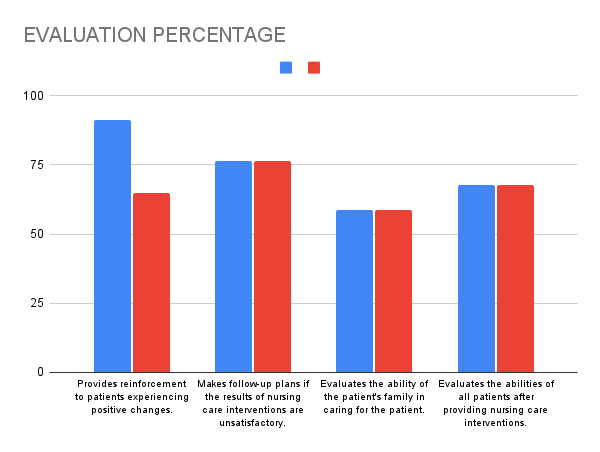 EVALUATION PERCENTAGE
100
75
50
25
0
Provides reinforcement
to patients experiencing
positive changes.
Makes follow-up plans if
the results of nursing
care interventions are
unsatisfactory.
Evaluates the ability of
the patient's family in
caring for the patient.
Evaluates the abilities of
all patients after
providing nursing care
interventions.